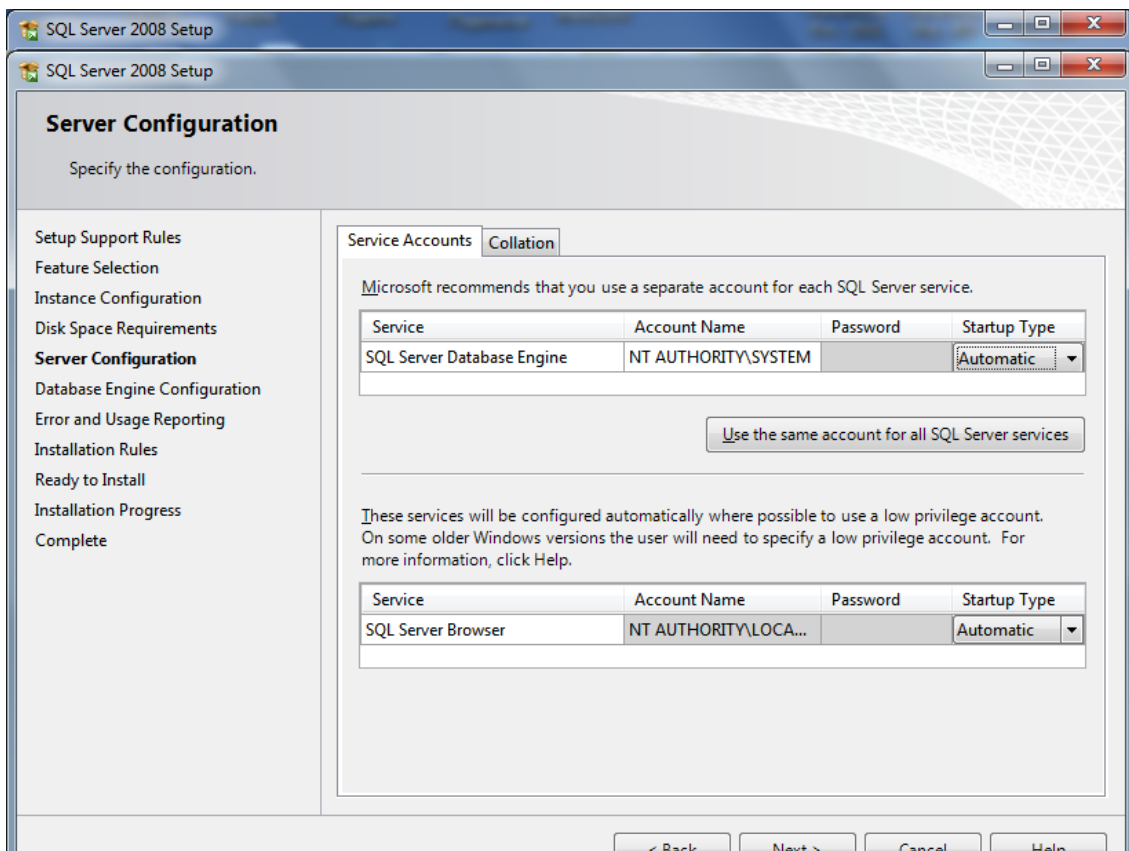 SQL Server 2008 Setup
SQL Server 2008 Setup
Server Configuration
Specify the configuration.
Setup Support Rules
Feature Selection
Instance Configuration
Disk Space Requirements
Server Configuration
Database Engine Configuration
Error and Usage Reporting
Installation Rules
Ready to Install
Installation Progress
Complete
Service Accounts Collation
Microsoft recommends that you use a separate account for each SQL Server service.
Service Account Name Password Startup Type
SQL Server Database Engine NT AUTHORITY\SYSTEM Automatic
Use the same account for all SQL Server services
These services will be configured automatically where possible to use a low privilege account.
On some older Windows versions the user will need to specify a low privilege account. For
more information, click Help.
Service Account Name Password Startup Type
SQL Server Browser NT AUTHORITY\LOCA... Automatic
< Back Next > Cancel Help